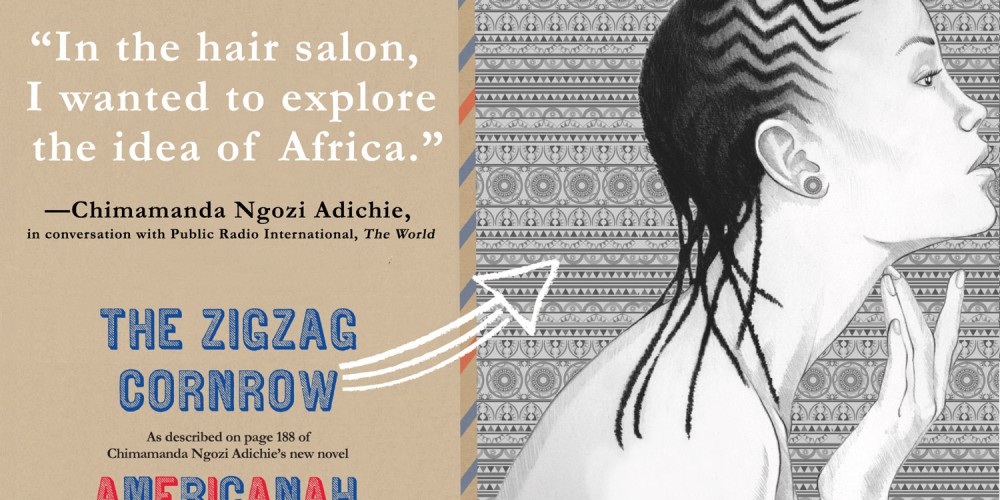 “In the hair salon,
I wanted to explore
the idea of Africa.”
—Chimamanda Ngozi Adichie,
in conversation with Public Radio International, The World
THE ZIGZAG
CORNROW
As described on page 188 of
Chimamanda Ngozi Adichie’s new novel
AMERICANAH